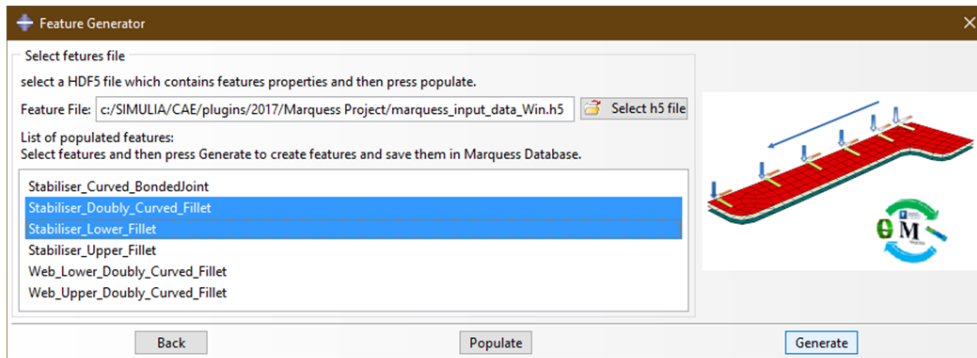 Feature Generator
Select fetures file
select a HDF5 file which contains features properties and then press populate.
Feature File: c:/SIMULIA/CAE/plugins/2017/Marquess Project/marquess_input_data_Win.h5 Select h5 file
List of populated features:
Select features and then press Generate to create features and save them in Marquess Database.
Stabiliser_Curved_BondedJoint
Stabiliser_Doubly_Curved_Fillet
Stabiliser_Lower_Fillet
Stabiliser_Upper_Fillet
Web_Lower_Doubly_Curved_Fillet
Web_Upper_Doubly_Curved_Fillet
M
Back Populate Generate